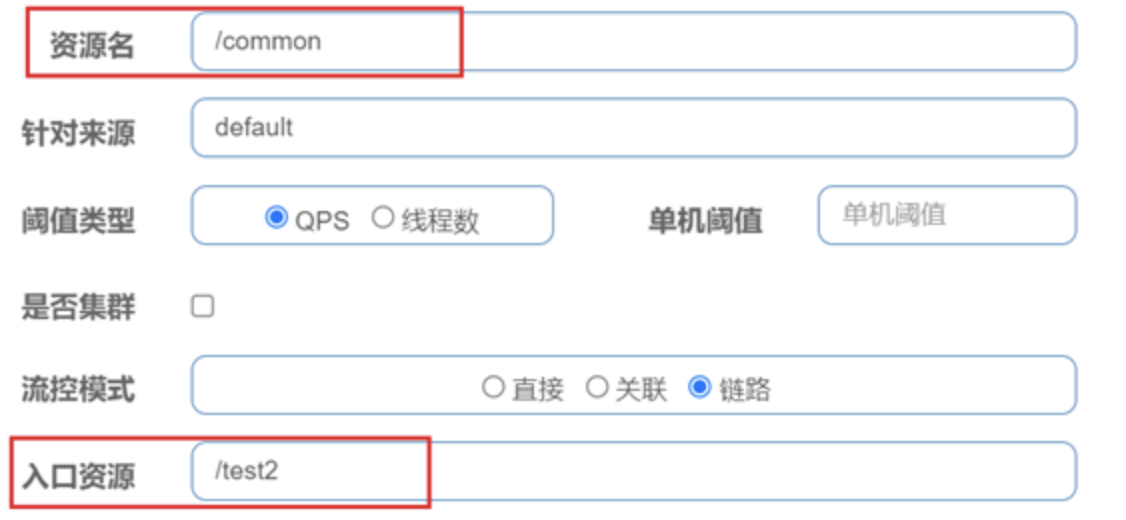 资源名 /common
针对来源 default
阈值类型 QPS 线程数 单机阈值 单机阈值
是否集群
流控模式 直接 关联 链路
入口资源 /test2